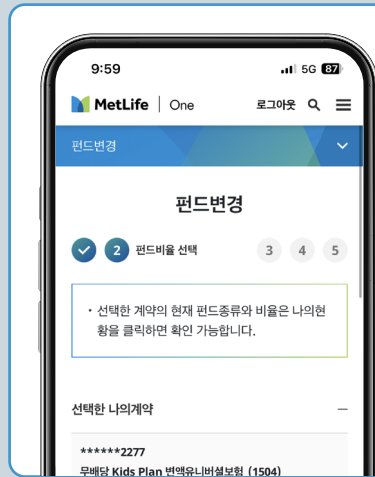 9:59 5G 87
MetLife One 로그아웃
펀드변경
펀드변경
2 펀드비율 선택 3 4 5
• 선택한 계약의 현재 펀드종류와 비율은 나의현
황을 클릭하면 확인 가능합니다.
선택한 나의계약
******2277
무배당 Kids Plan 변액유니버셜보험 (1504)